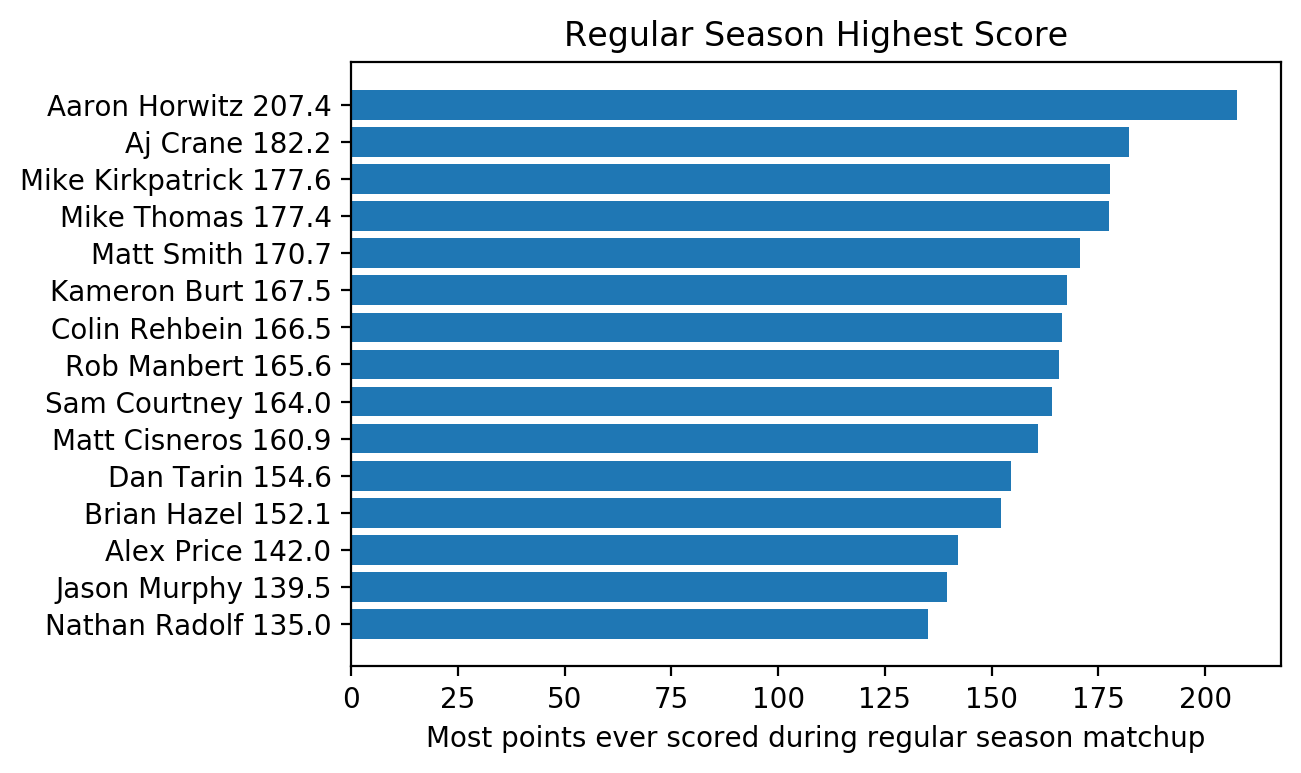 Regular Season Highest Score
Aaron Horwitz 207.4
Aj Crane 182.2
Mike Kirkpatrick 177.6
Mike Thomas 177.4
Matt Smith 170.7
Kameron Burt 167.5
Colin Rehbein 166.5
Rob Manbert 165.6
Sam Courtney 164.0
Matt Cisneros 160.9
Dan Tarin 154.6
Brian Hazel 152.1
Alex Price 142.0
Jason Murphy 139.5
Nathan Radolf 135.0
0 25 50 75 100 125 150 175 200
Most points ever scored during regular season matchup